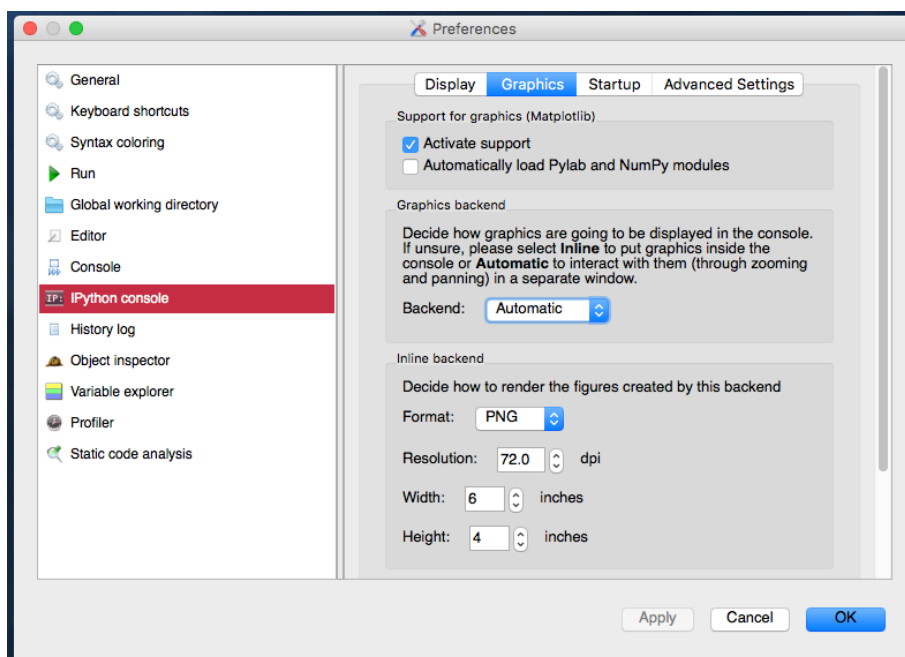 Preferences
General
Keyboard shortcuts
Syntax coloring
Run
Global working directory
Editor
Console
IP: IPython console
History log
Object inspector
Variable explorer
Profiler
Static code analysis
Display Graphics Startup Advanced Settings
Support for graphics (Matplotlib)
Activate support
Automatically load Pylab and NumPy modules
Graphics backend
Decide how graphics are going to be displayed in the console.
If unsure, please select Inline to put graphics inside the
console or Automatic to interact with them (through zooming
and panning) in a separate window.
Backend: Automatic
Inline backend
Decide how to render the figures created by this backend
Format: PNG
Resolution: 72.0 dpi
Width: 6 inches
Height: 4 inches
Apply Cancel OK